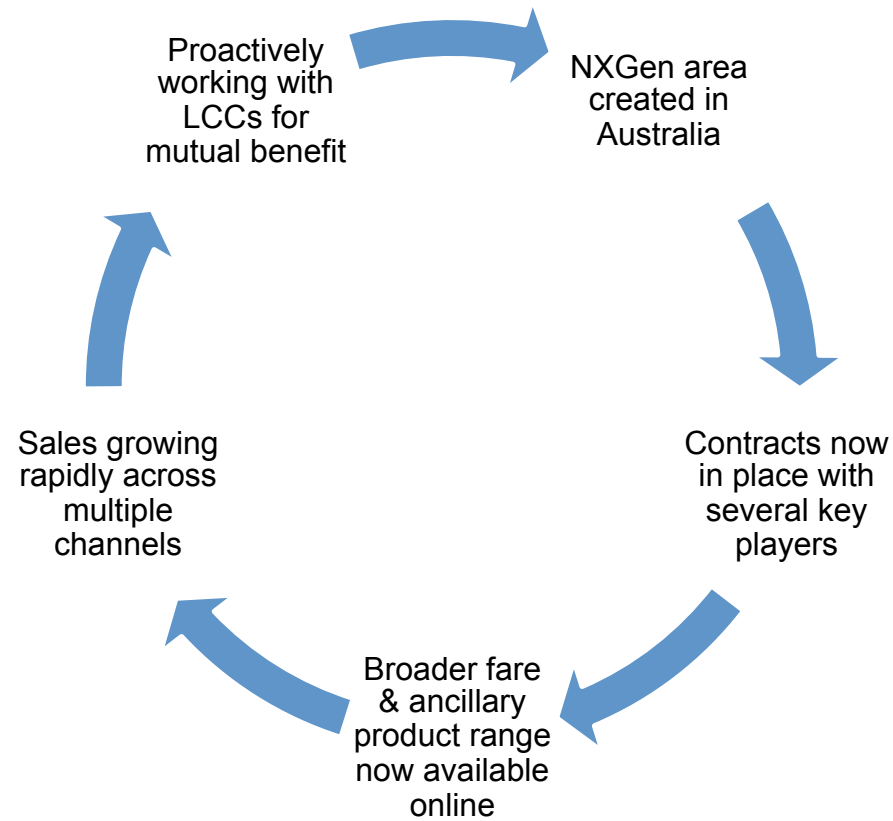 Proactively
working with
LCCs for
mutual benefit
NXGen area
created in
Australia
Contracts now
in place with
several key
players
Broader fare
& ancillary
product range
now available
online
Sales growing
rapidly across
multiple
channels